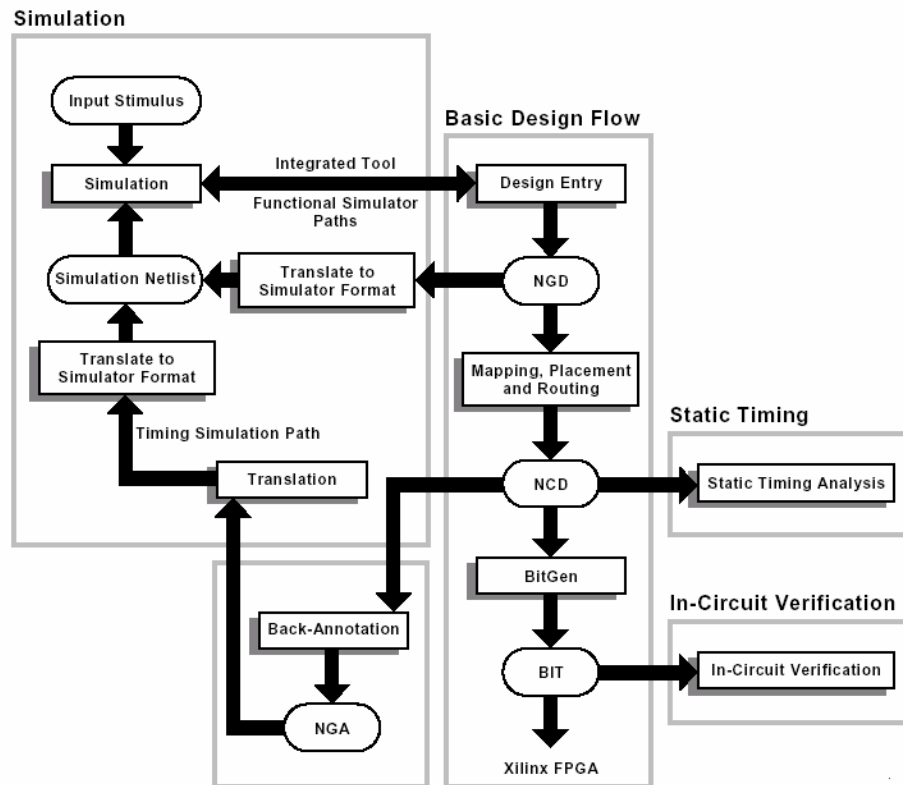 Simulation
Input Stimulus
Basic Design Flow
Integrated Tool
Simulation
Design Entry
Functional Simulator
Paths
Simulation Netlist
Translate to
Simulator Format
NGD
Translate to
Simulator Format
Mapping, Placement
and Routing
Static Timing
Timing Simulation Path
Translation
NCD
Static Timing Analysis
BitGen
In-Circuit Verification
Back-Annotation
BIT
In-Circuit Verification
NGA
Xilinx FPGA